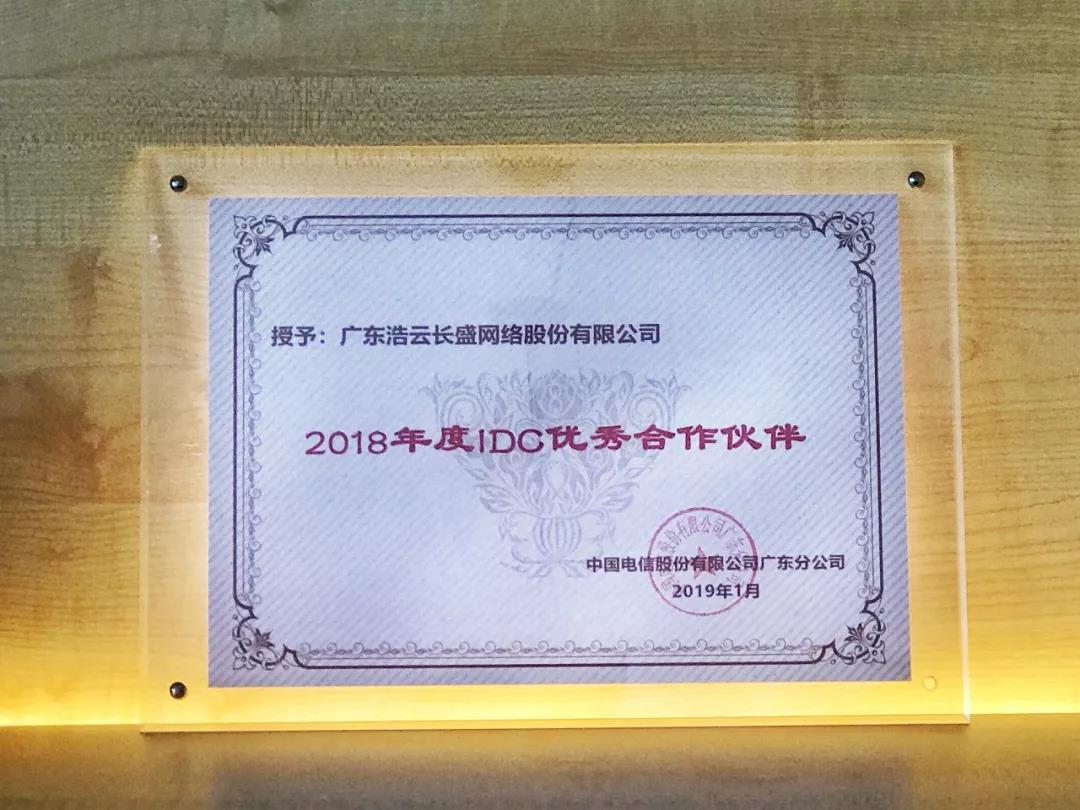 授予：广东浩云长盛网络股份有限公司
2018年度IDC优秀合作伙伴
中国电信股份有限公司广东分公司
2019年1月